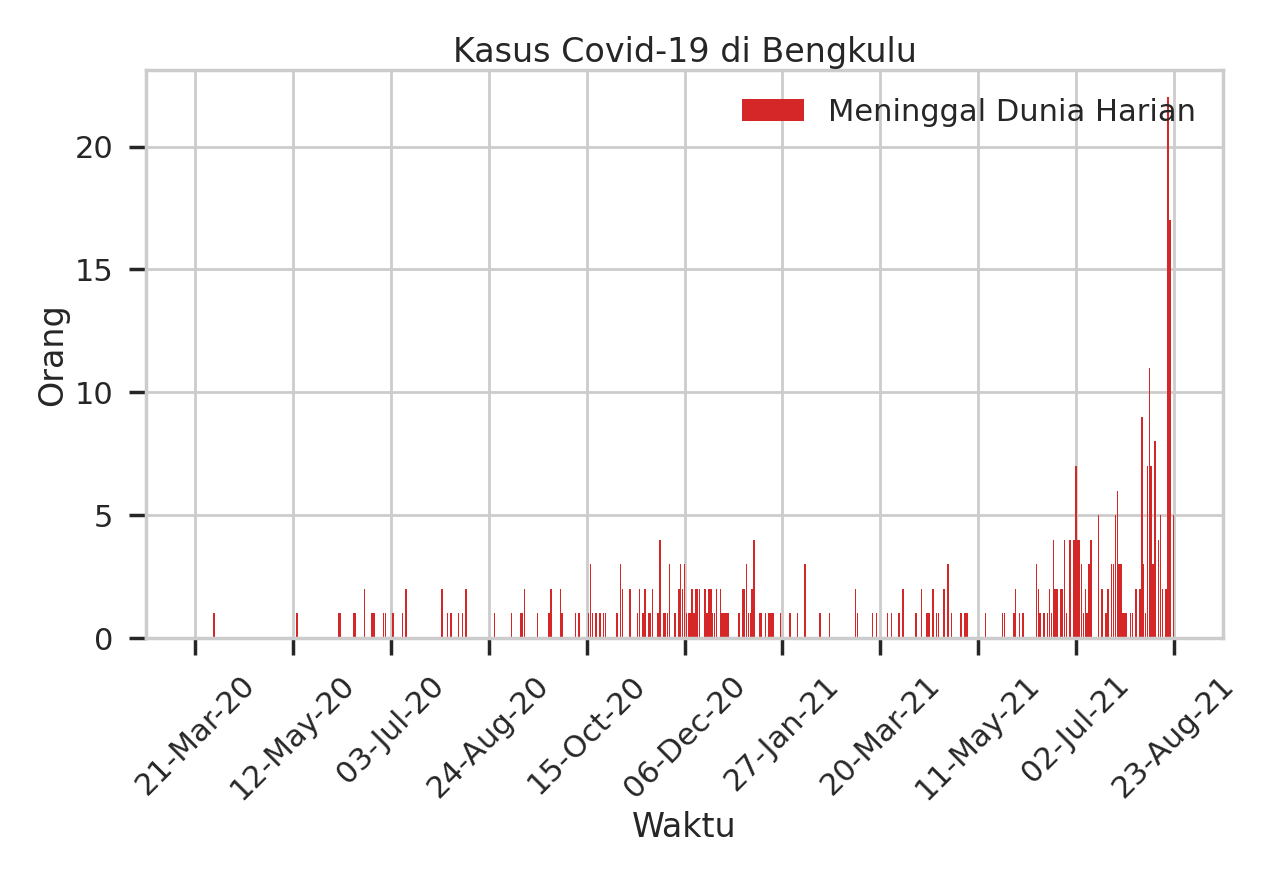 Kasus Covid-19 di Bengkulu
Meninggal Dunia Harian
Orang
20
15
10
5
0
21-Mar-20
12-May-20
03-Jul-20
24-Aug-20
15-Oct-20
06-Dec-20
27-Jan-21
20-Mar-21
11-May-21
02-Jul-21
23-Aug-21
Waktu